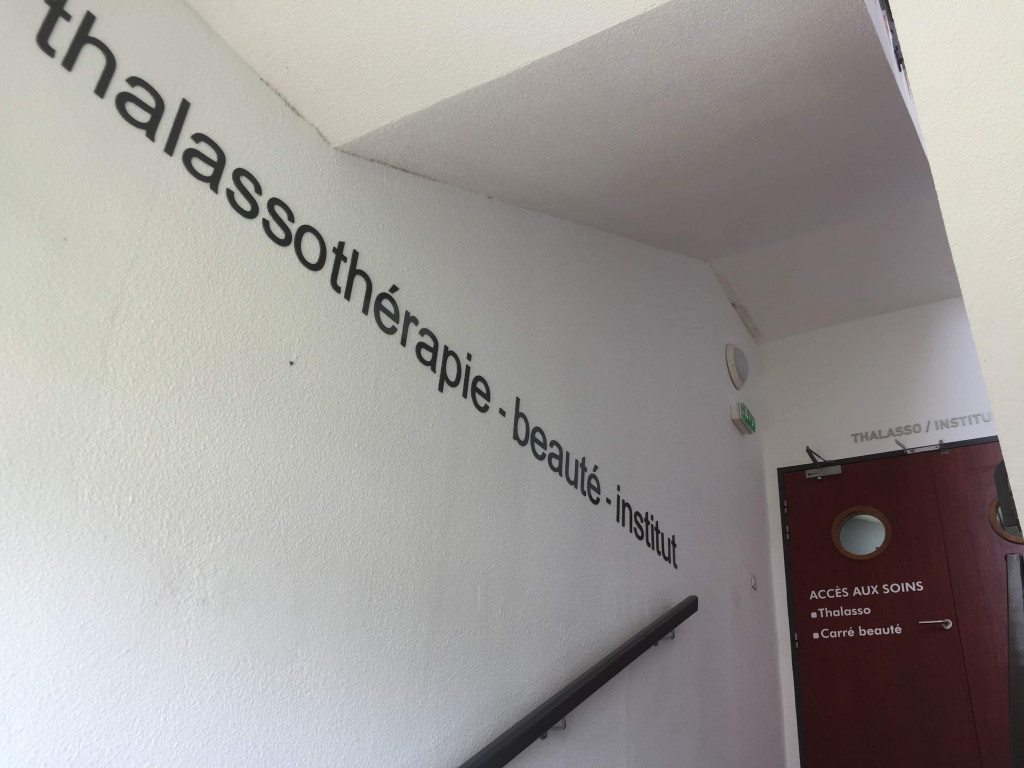 thalassothérapie - beauté - institut
THALASSO / INSTITU
ACCÈS AUX SOINS
Thalasso
Carré beauté